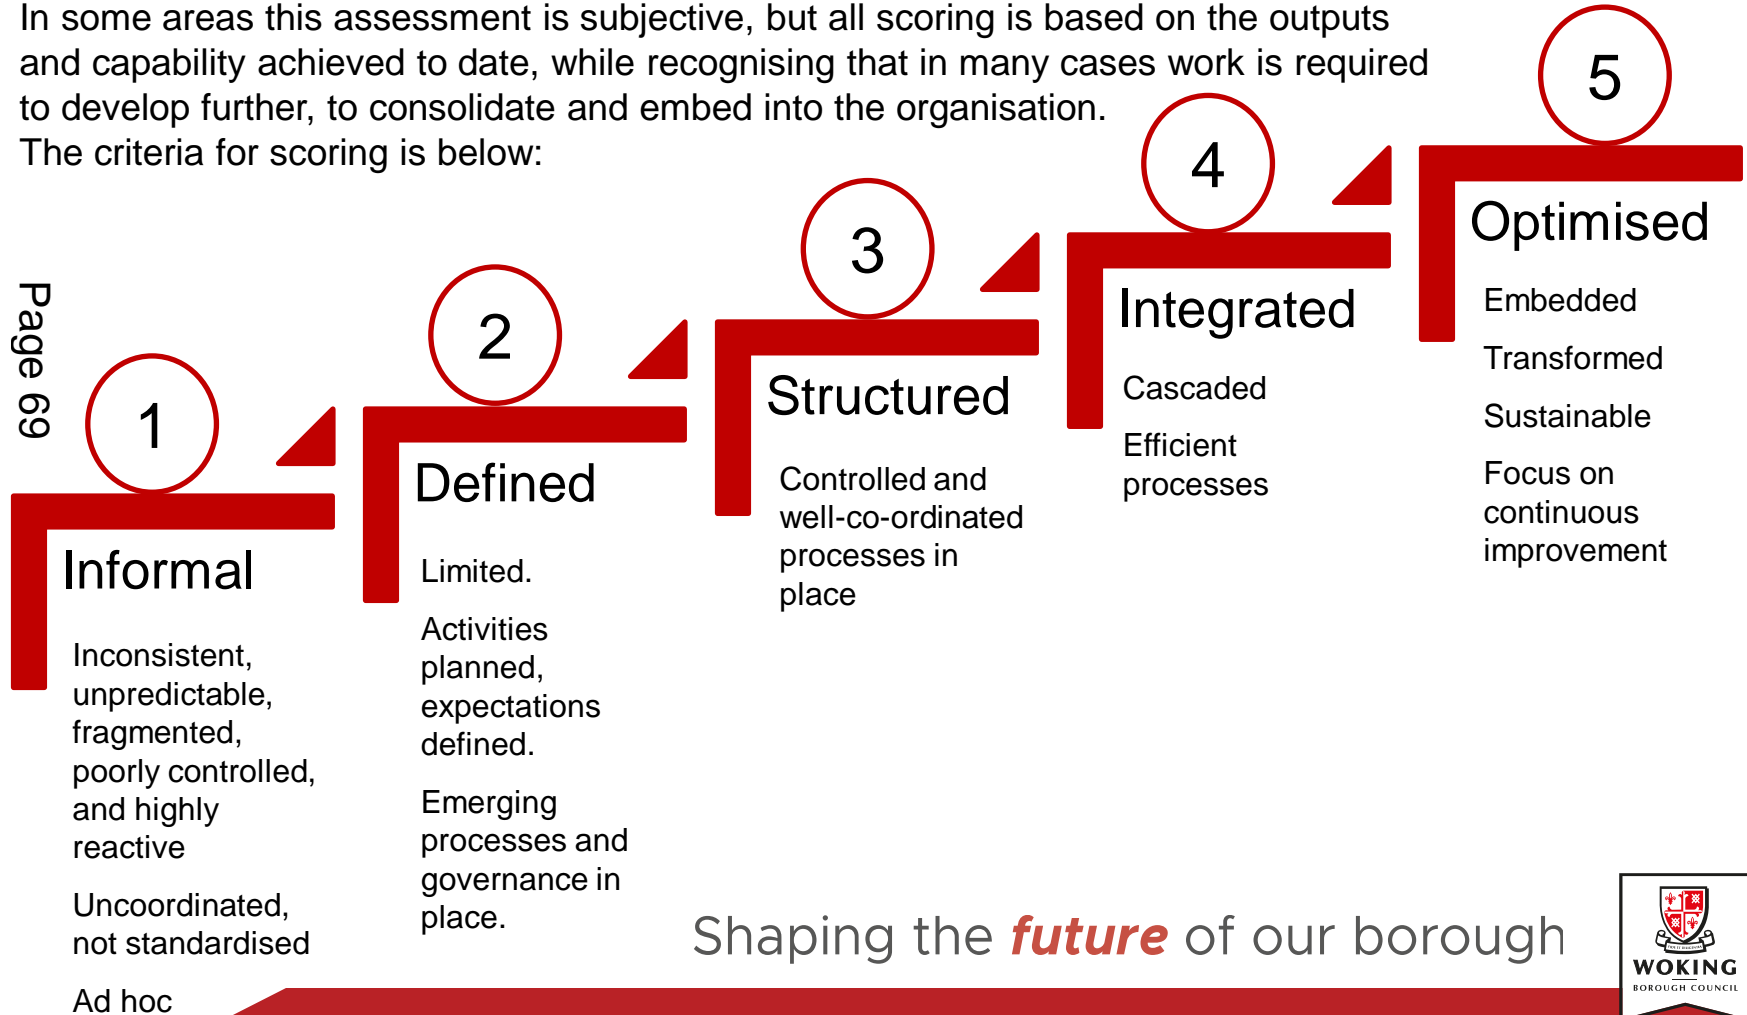 In some areas this assessment is subjective, but all scoring is based on the outputs
and capability achieved to date, while recognising that in many cases work is required
to develop further, to consolidate and embed into the organisation.
The criteria for scoring is below:
Page 69
1
Informal
Inconsistent,
unpredictable,
fragmented,
poorly controlled,
and highly
reactive
Uncoordinated,
not standardised
Ad hoc
2
Defined
Limited.
Activities
planned,
expectations
defined.
Emerging
processes and
governance in
place.
3
Structured
Controlled and
well-co-ordinated
processes in
place
4
Integrated
Cascaded
Efficient
processes
5
Optimised
Embedded
Transformed
Sustainable
Focus on
continuous
improvement
Shaping the future of our borough
WOKING
BOROUGH COUNCIL